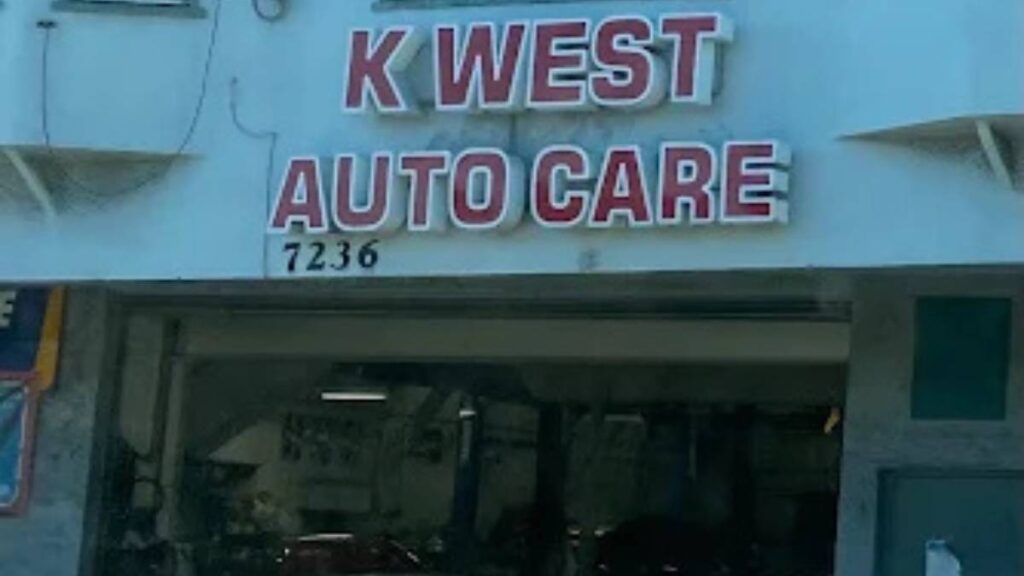 K WEST
AUTO CARE
7236
E